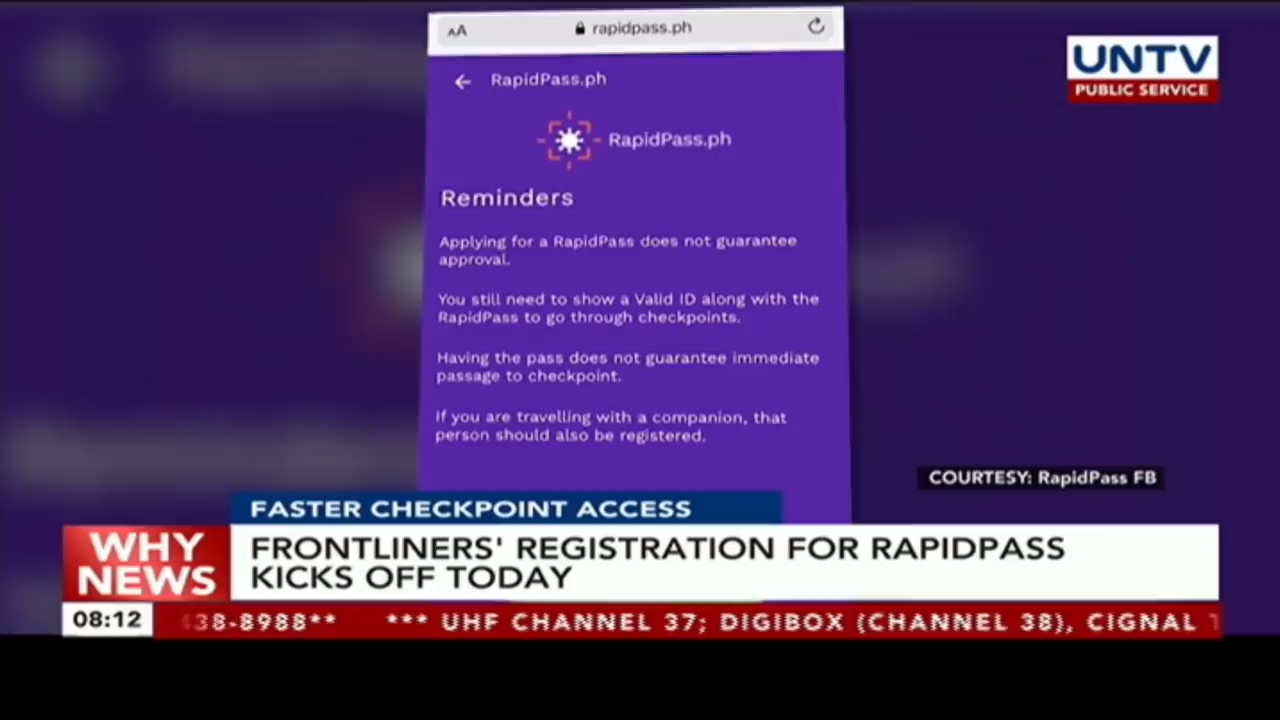 AA rapidpass.ph
RapidPass.ph
RapidPass.ph
Reminders
Applying for a RapidPass does not guarantee
approval.
You still need to show a Valid ID along with the
RapidPass to go through checkpoints.
Having the pass does not guarantee immediate
passage to checkpoint.
If you are travelling with a companion, that
person should also be registered.
UNTV
PUBLIC SERVICE
COURTESY: RapidPass FB
FASTER CHECKPOINT ACCESS
WHY
NEWS
FRONTLINERS' REGISTRATION FOR RAPIDPASS
KICKS OFF TODAY
08:12
38-8988** *** UHF CHANNEL 37; DIGIBOX (CHANNEL 38), CIGNAL